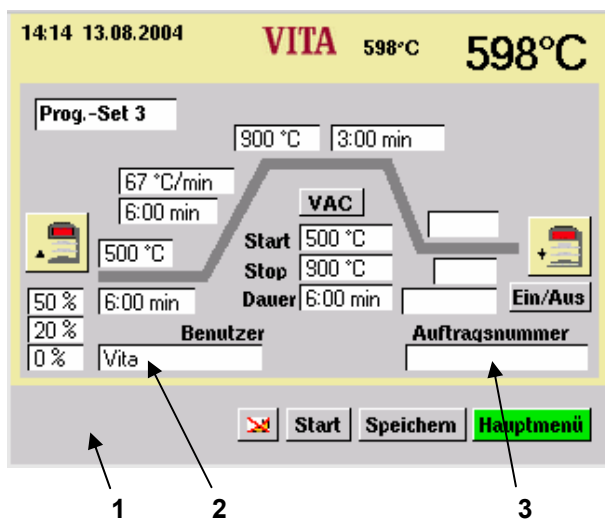 14:14 13.08.2004 VITA 598°C 598°C
Prog.-Set 3
900 °C 3:00 min
67 °C/min
6:00 min
VAC
500 °C
Start 500 °C
Stop 900 °C
50 % 6:00 min Dauer 6:00 min Ein/Aus
20 % Benutzer Auftragsnummer
0 % Vita
Start Speichern Hauptmenü
1 2 3